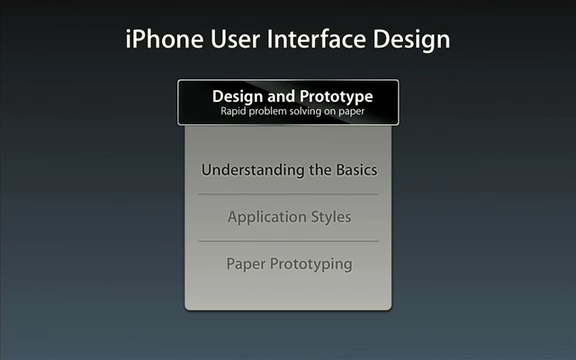 iPhone User Interface Design
Design and Prototype
Rapid problem solving on paper
Understanding the Basics
Application Styles
Paper Prototyping